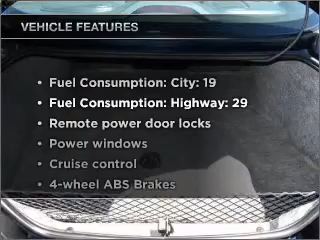 VEHICLE FEATURES
• Fuel Consumption: City: 19
• Fuel Consumption: Highway: 29
• Remote power door locks
• Power windows
• Cruise control
• 4-wheel ABS Brakes